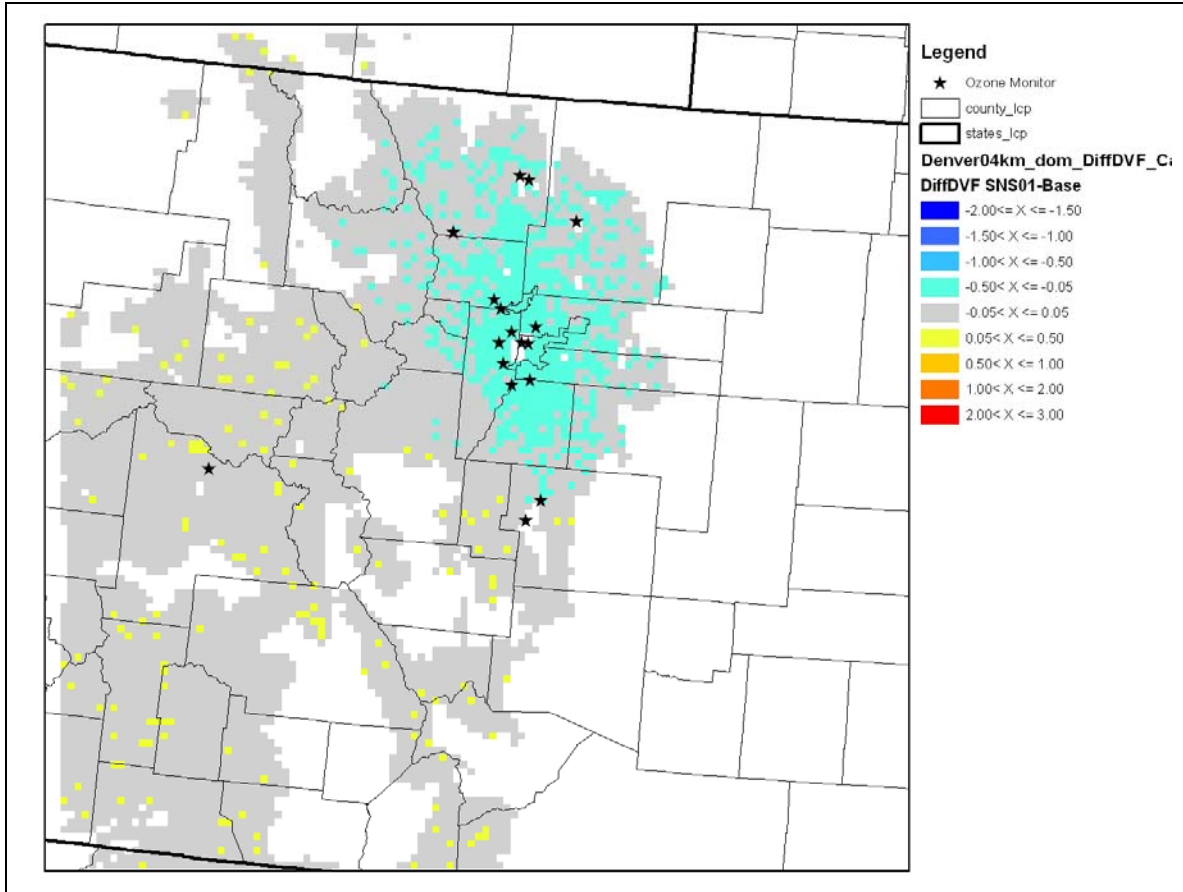 Legend
Ozone Monitor
county_lcp
states_lcp
Denver04km_dom_DiffDVF_Ca
DiffDVF SNS01-Base
-2.00<= X <= -1.50
-1.50< X <= -1.00
-1.00< X <= -0.50
-0.50< X <= -0.05
-0.05< X <= 0.05
0.05< X <= 0.50
0.50< X <= 1.00
1.00< X <= 2.00
2.00< X <= 3.00